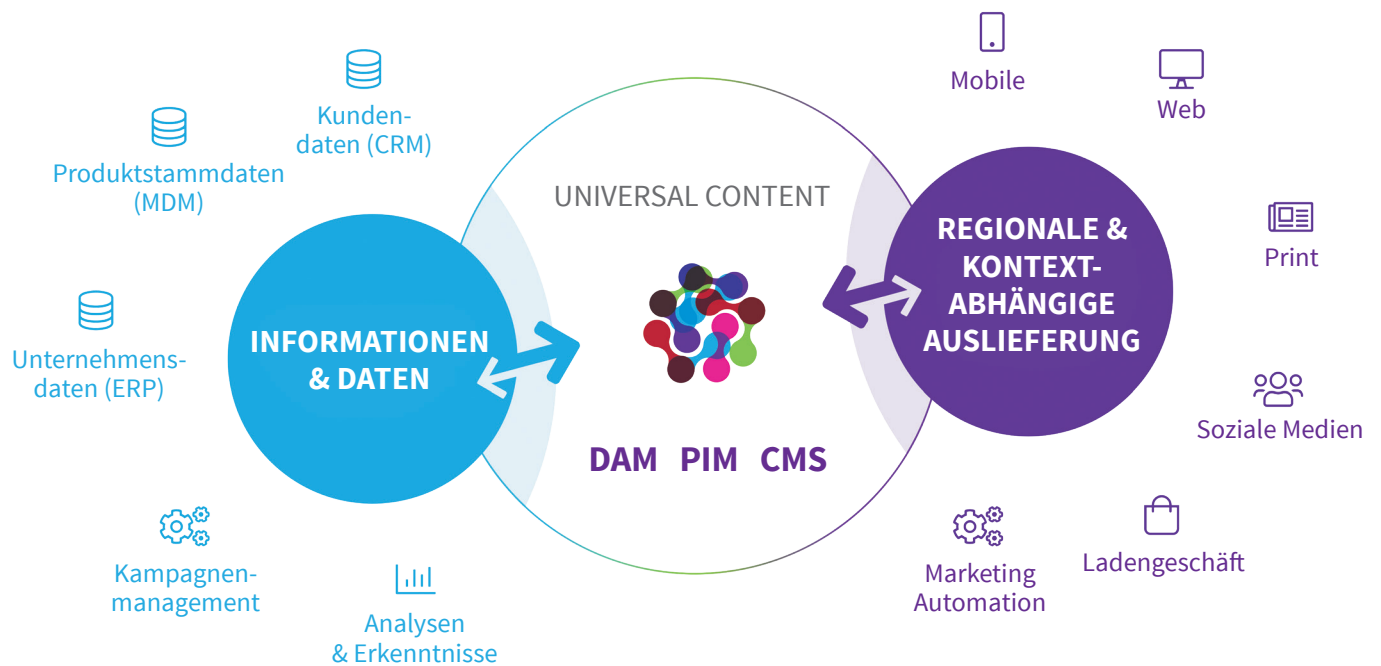 Kunden-
daten (CRM)
Produktstammdaten
(MDM)
Unternehmens-
daten (ERP)
INFORMATIONEN
& DATEN
Kampagnen-
management
Analysen
& Erkenntnisse
UNIVERSAL CONTENT
DAM PIM CMS
REGIONALE &
KONTEXT-
ABHÄNGIGE
AUSLIEFERUNG
Mobile
Web
Print
Soziale Medien
Ladengeschäft
Marketing
Automation